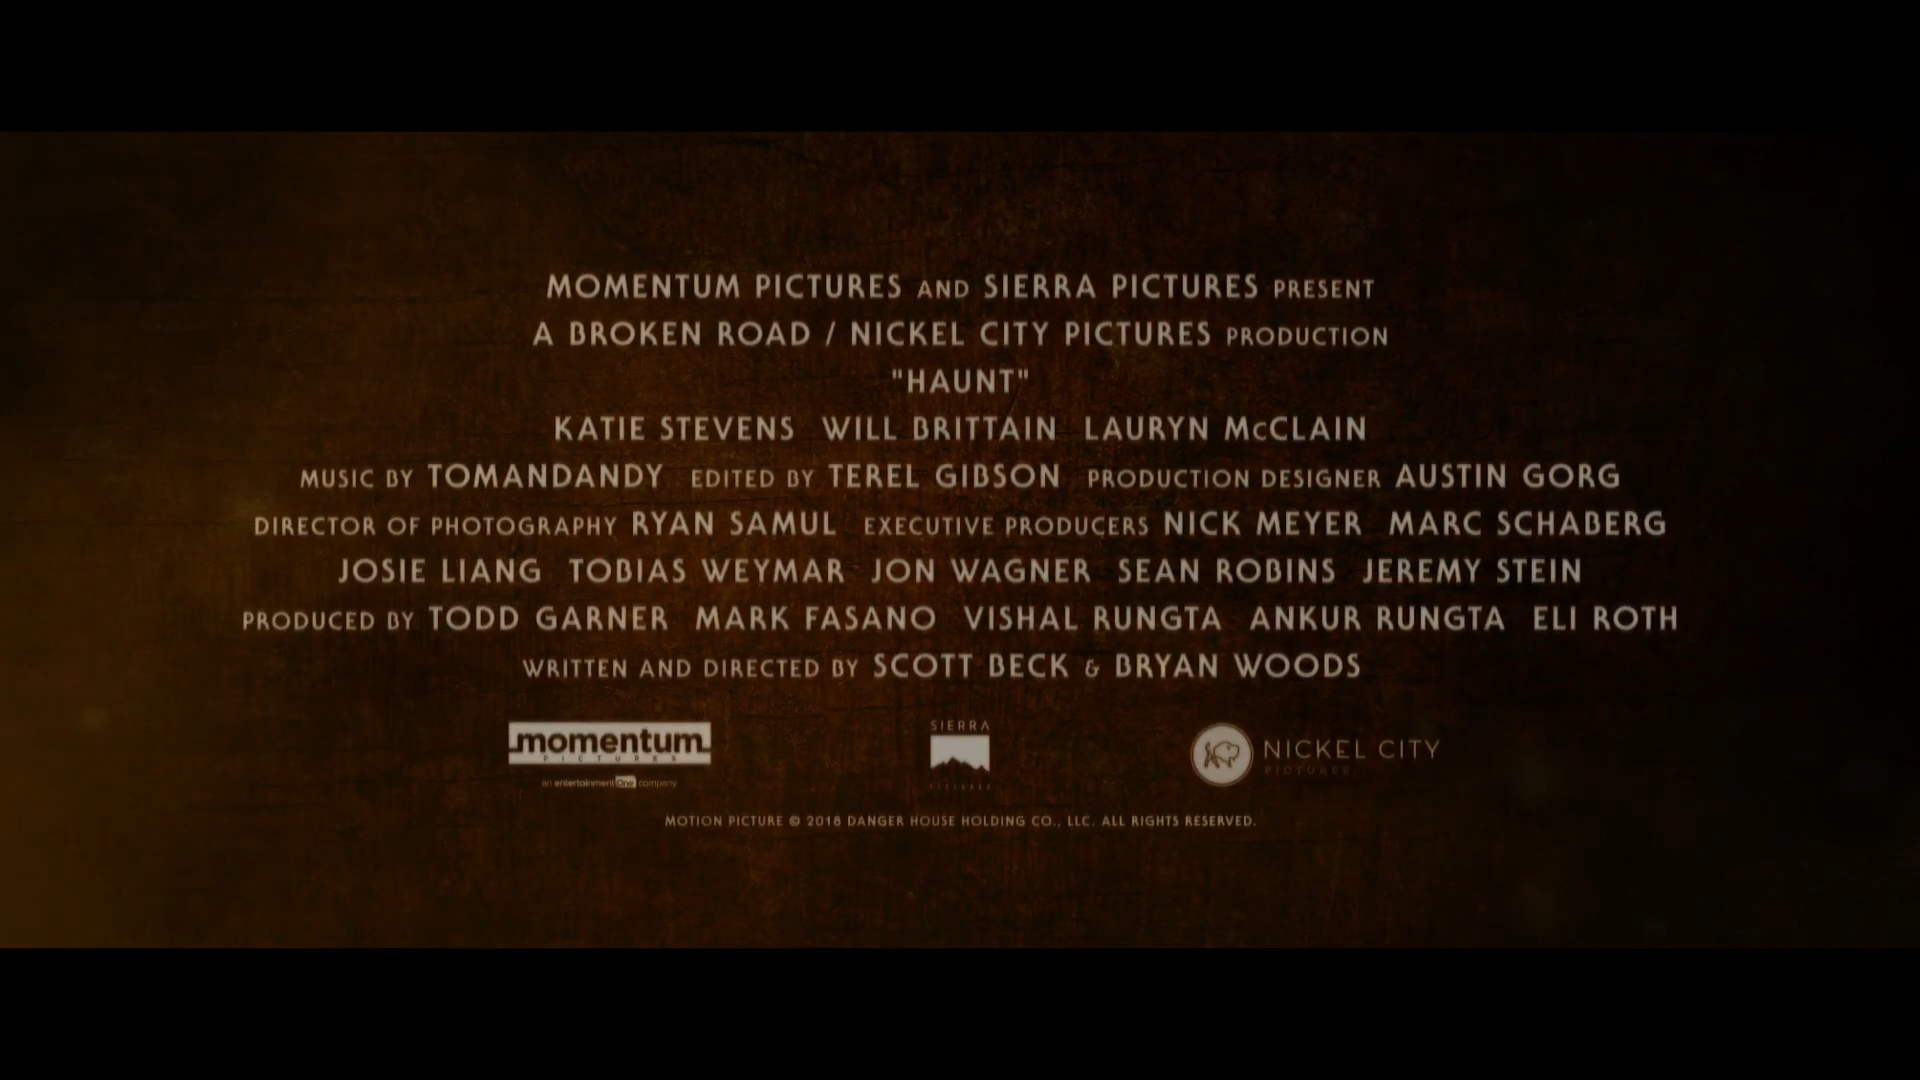 MOMENTUM PICTURES AND SIERRA PICTURES PRESENT
A BROKEN ROAD / NICKEL CITY PICTURES PRODUCTION
"HAUNT"
KATIE STEVENS WILL BRITTAIN LAURYN McCLAIN
MUSIC BY TOMANDANDY EDITED BY TEREL GIBSON PRODUCTION DESIGNER AUSTIN GORG
DIRECTOR OF PHOTOGRAPHY RYAN SAMUL EXECUTIVE PRODUCERS NICK MEYER MARC SCHABERG
JOSIE LIANG TOBIAS WEYMAR JON WAGNER SEAN ROBINS JEREMY STEIN
PRODUCED BY TODD GARNER MARK FASANO VISHAL RUNGTA ANKUR RUNGTA ELI ROTH
WRITTEN AND DIRECTED BY SCOTT BECK & BRYAN WOODS
momentum
PICTURES
an entertainment One company
SIERRA
PICTURES
NICKEL CITY
PICTURES
MOTION PICTURE © 2018 DANGER HOUSE HOLDING CO., LLC. ALL RIGHTS RESERVED.